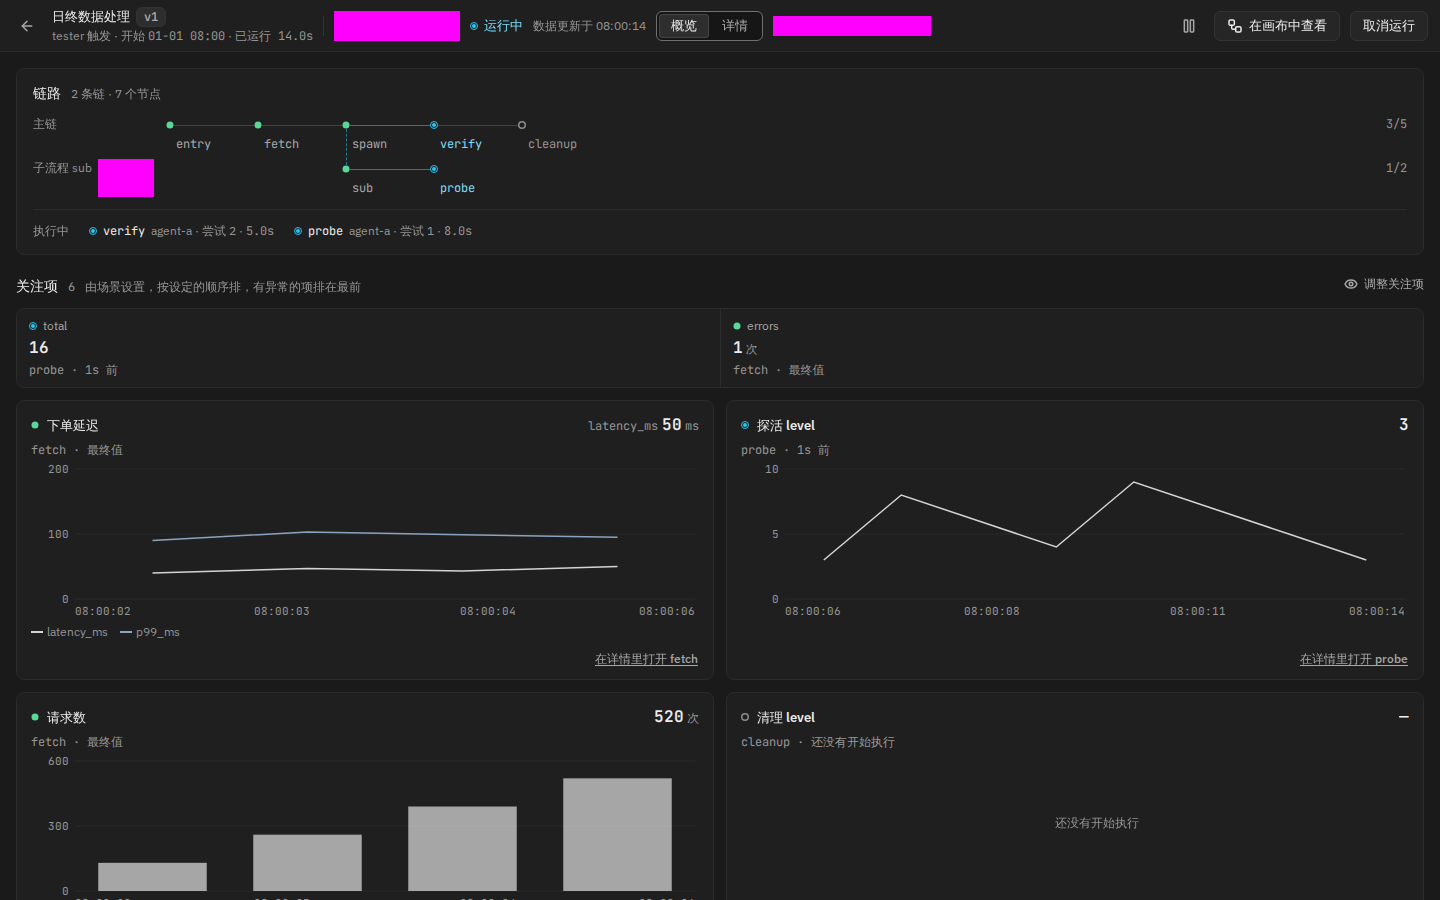 日终数据处理 v1
tester 触发 · 开始 01-01 08:00 · 已运行 14.0s
运行中 数据更新于 08:00:14 概览 详情
在画布中查看 取消运行
链路 2 条链 · 7 个节点
主链 3/5
entry fetch spawn verify cleanup
子流程 sub 1/2
sub probe
执行中 verify agent-a · 尝试 2 · 5.0s probe agent-a · 尝试 1 · 8.0s
关注项 6 由场景设置，按设定的顺序排，有异常的项排在最前 调整关注项
total
16
probe · 1s 前
errors
1 次
fetch · 最终值
下单延迟 latency_ms 50 ms
fetch · 最终值
200
100
0
08:00:02 08:00:03 08:00:04 08:00:06
latency_ms p99_ms
在详情里打开 fetch
探活 level 3
probe · 1s 前
10
5
0
08:00:06 08:00:08 08:00:11 08:00:14
在详情里打开 probe
请求数 520 次
fetch · 最终值
600
300
0
清理 level —
cleanup · 还没有开始执行
还没有开始执行